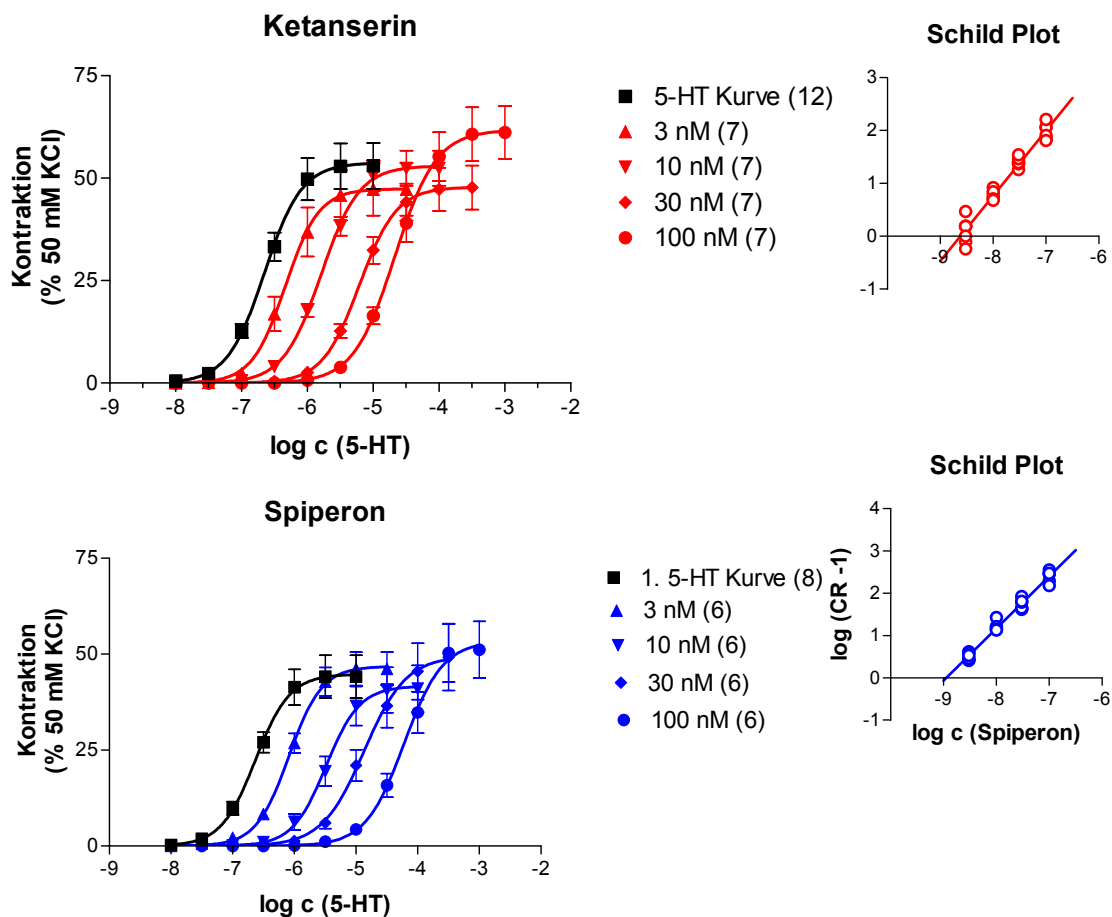 Ketanserin
75
50
25
0
Kontraktion
(% 50 mM KCl)
-9 -8 -7 -6 -5 -4 -3 -2
log c (5-HT)
5-HT Kurve (12)
3 nM (7)
10 nM (7)
30 nM (7)
100 nM (7)
Schild Plot
3
2
1
0
-1
-9 -8 -7 -6
Spiperon
75
50
25
0
Kontraktion
(% 50 mM KCl)
-9 -8 -7 -6 -5 -4 -3 -2
log c (5-HT)
1. 5-HT Kurve (8)
3 nM (6)
10 nM (6)
30 nM (6)
100 nM (6)
Schild Plot
4
3
2
1
0
-1
log (CR -1)
-9 -8 -7 -6
log c (Spiperon)